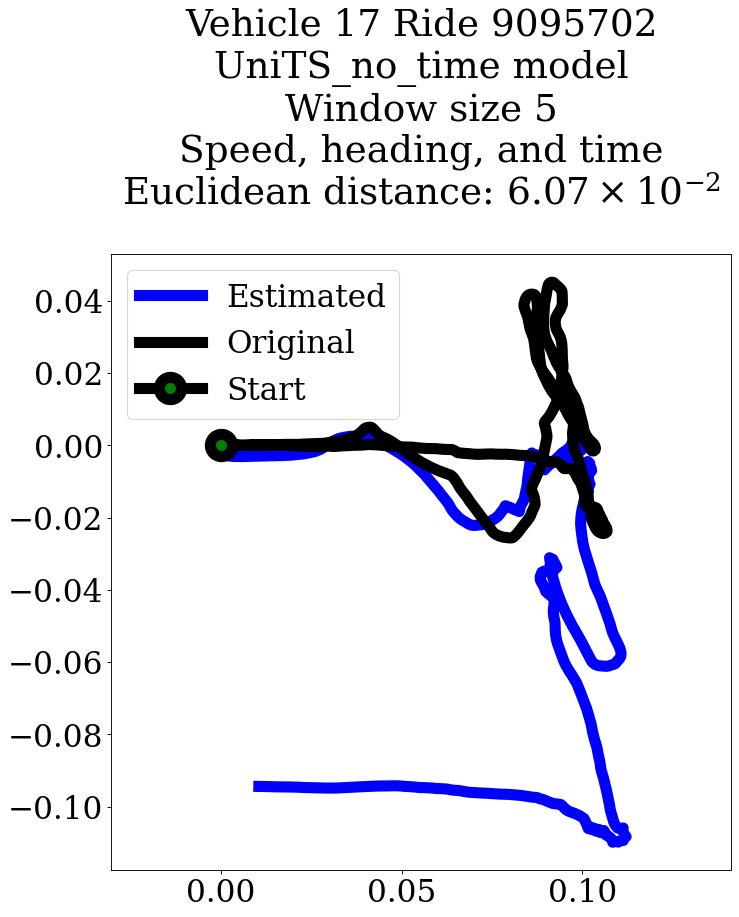 Vehicle 17 Ride 9095702
UniTS_no_time model
Window size 5
Speed, heading, and time
Euclidean distance: 6.07 × 10⁻²
Estimated
Original
Start
0.04
0.02
0.00
−0.02
−0.04
−0.06
−0.08
−0.10
0.00 0.05 0.10